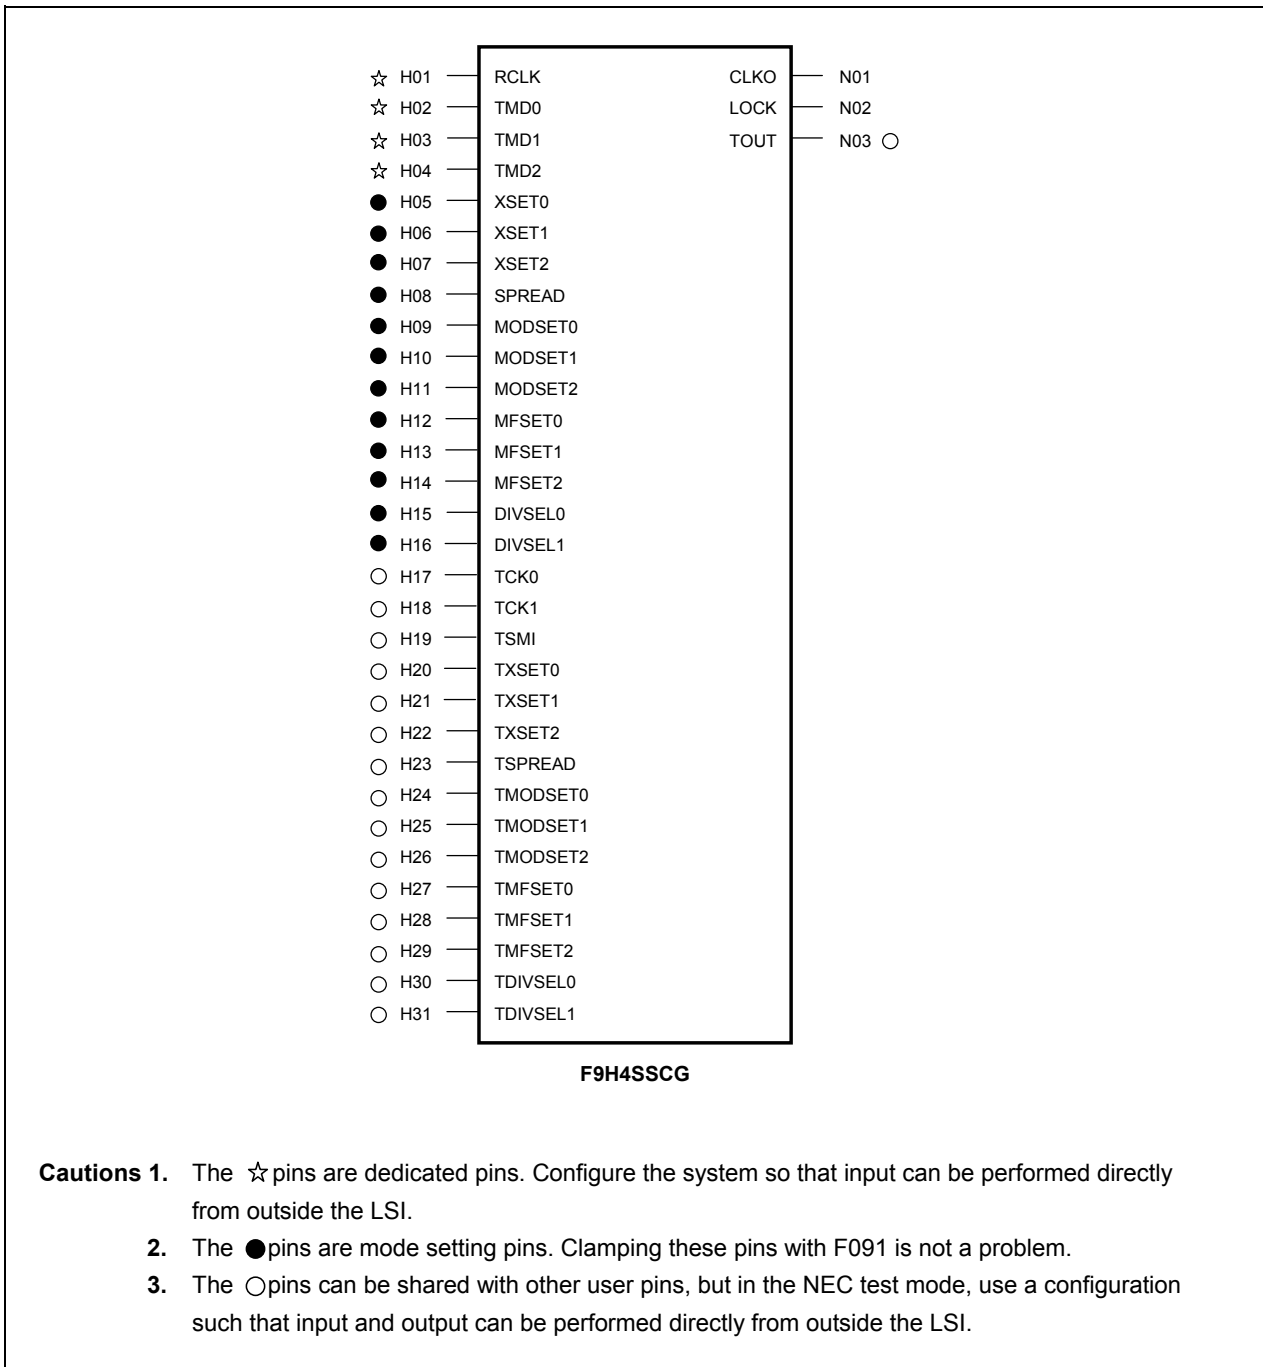 ☆ H01 RCLK CLKO N01
☆ H02 TMD0 LOCK N02
☆ H03 TMD1 TOUT N03 ○
☆ H04 TMD2
● H05 XSET0
● H06 XSET1
● H07 XSET2
● H08 SPREAD
● H09 MODSET0
● H10 MODSET1
● H11 MODSET2
● H12 MFSET0
● H13 MFSET1
● H14 MFSET2
● H15 DIVSEL0
● H16 DIVSEL1
○ H17 TCK0
○ H18 TCK1
○ H19 TSMI
○ H20 TXSET0
○ H21 TXSET1
○ H22 TXSET2
○ H23 TSPREAD
○ H24 TMODSET0
○ H25 TMODSET1
○ H26 TMODSET2
○ H27 TMFSET0
○ H28 TMFSET1
○ H29 TMFSET2
○ H30 TDIVSEL0
○ H31 TDIVSEL1
F9H4SSCG
Cautions 1. The ☆ pins are dedicated pins. Configure the system so that input can be performed directly
from outside the LSI.
2. The ● pins are mode setting pins. Clamping these pins with F091 is not a problem.
3. The ○ pins can be shared with other user pins, but in the NEC test mode, use a configuration
such that input and output can be performed directly from outside the LSI.